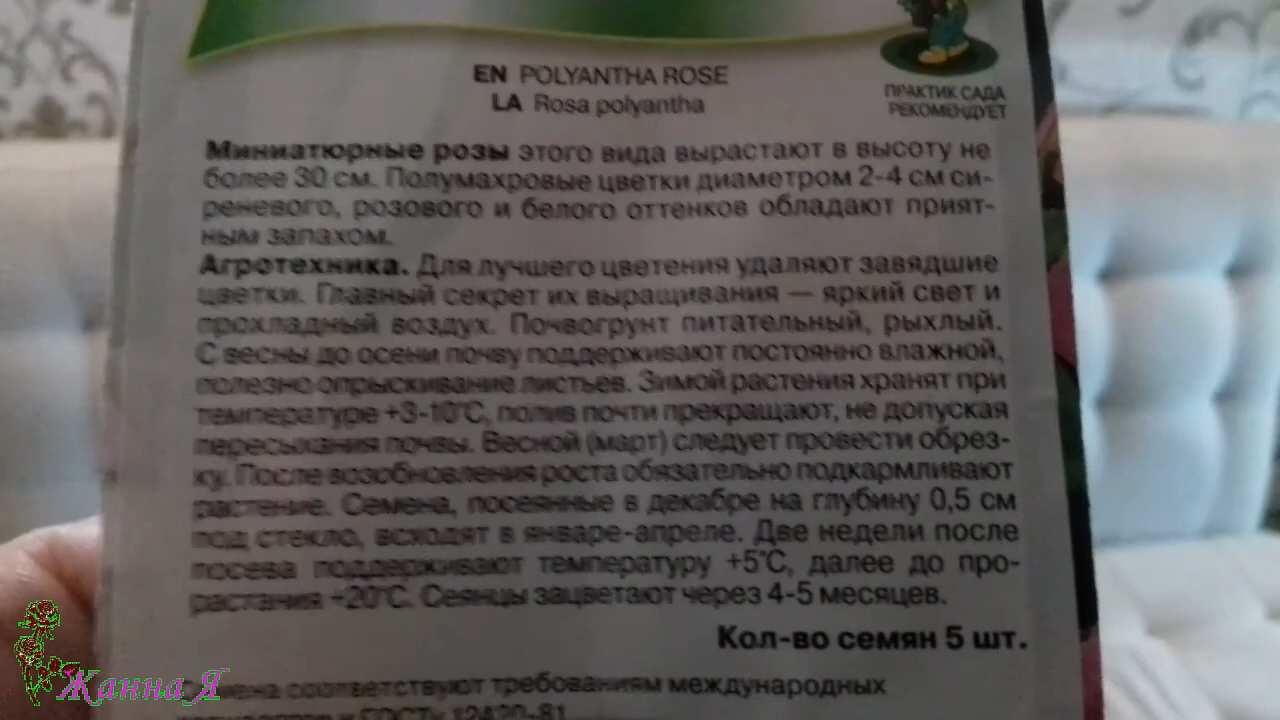 EN POLYANTHA ROSE
LA Rosa polyantha
ПРАКТИК САДА
РЕКОМЕНДУЕТ
Миниатюрные розы этого вида вырастают в высоту не
более 30 см. Полумахровые цветки диаметром 2-4 см си-
реневого, розового и белого оттенков обладают прият-
ным запахом.
Агротехника. Для лучшего цветения удаляют завядшие
цветки. Главный секрет их выращивания — яркий свет и
прохладный воздух. Почвогрунт питательный, рыхлый.
С весны до осени почву поддерживают постоянно влажной,
полезно опрыскивание листьев. Зимой растения хранят при
температуре +3-10°С, полив почти прекращают, не допуская
пересыхания почвы. Весной (март) следует провести обрез-
ку. После возобновления роста обязательно подкармливают
растение. Семена, посеянные в декабре на глубину 0,5 см
под стекло, всходят в январе-апреле. Две недели после
посева поддерживают температуру +5°С, далее до про-
растания +20°С. Сеянцы зацветают через 4-5 месяцев.
Кол-во семян 5 шт.
Семена соответствуют требованиям международных
12420-81
Жанна Я